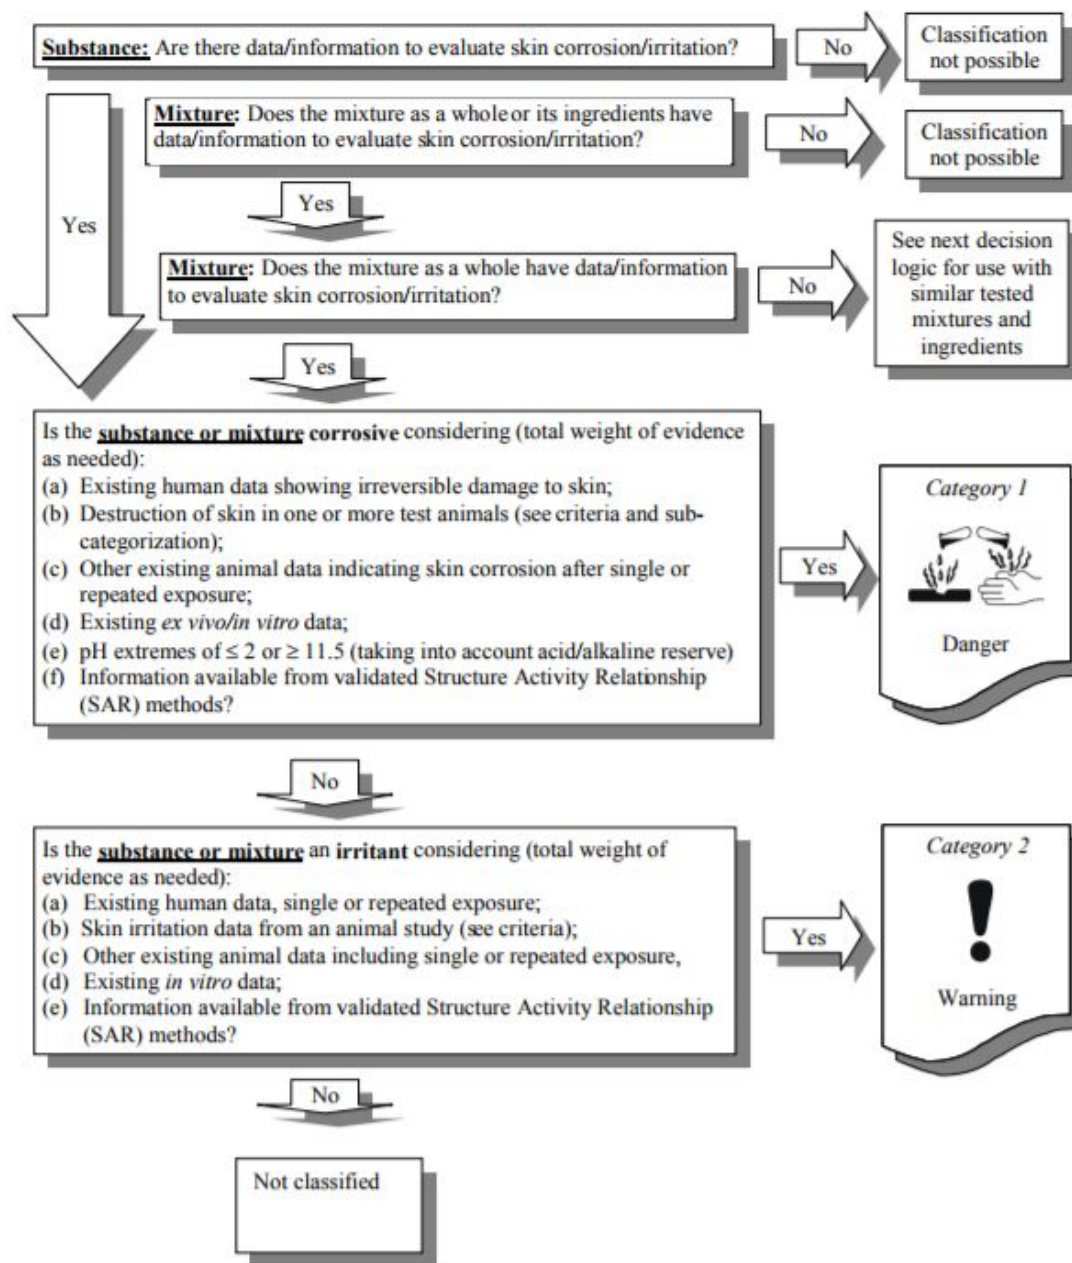 Substance: Are there data/information to evaluate skin corrosion/irritation?
No
Classification
not possible
Mixture: Does the mixture as a whole or its ingredients have
data/information to evaluate skin corrosion/irritation?
No
Classification
not possible
Yes
Yes
Mixture: Does the mixture as a whole have data/information
to evaluate skin corrosion/irritation?
No
See next decision
logic for use with
similar tested
mixtures and
ingredients
Yes
Is the substance or mixture corrosive considering (total weight of evidence
as needed):
(a) Existing human data showing irreversible damage to skin;
(b) Destruction of skin in one or more test animals (see criteria and sub-
categorization);
(c) Other existing animal data indicating skin corrosion after single or
repeated exposure;
(d) Existing ex vivo/in vitro data;
(e) pH extremes of ≤ 2 or ≥ 11.5 (taking into account acid/alkaline reserve)
(f) Information available from validated Structure Activity Relationship
(SAR) methods?
Yes
Category 1
Danger
No
Is the substance or mixture an irritant considering (total weight of
evidence as needed):
(a) Existing human data, single or repeated exposure;
(b) Skin irritation data from an animal study (see criteria);
(c) Other existing animal data including single or repeated exposure,
(d) Existing in vitro data;
(e) Information available from validated Structure Activity Relationship
(SAR) methods?
Yes
Category 2
Warning
No
Not classified